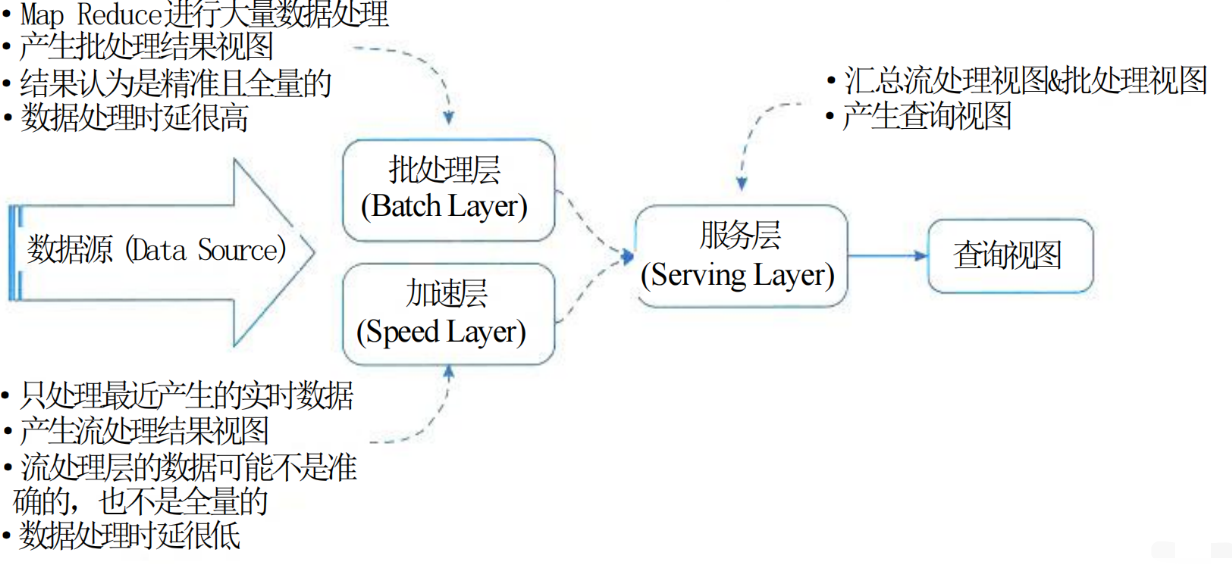 • Map Reduce进行大量数据处理
• 产生批处理结果视图
• 结果认为是精准且全量的
• 数据处理时延很高
• 汇总流处理视图&批处理视图
• 产生查询视图
批处理层
(Batch Layer)
数据源 (Data Source)
加速层
(Speed Layer)
服务层
(Serving Layer)
查询视图
• 只处理最近产生的实时数据
• 产生流处理结果视图
• 流处理层的数据可能不是准
确的，也不是全量的
• 数据处理时延很低